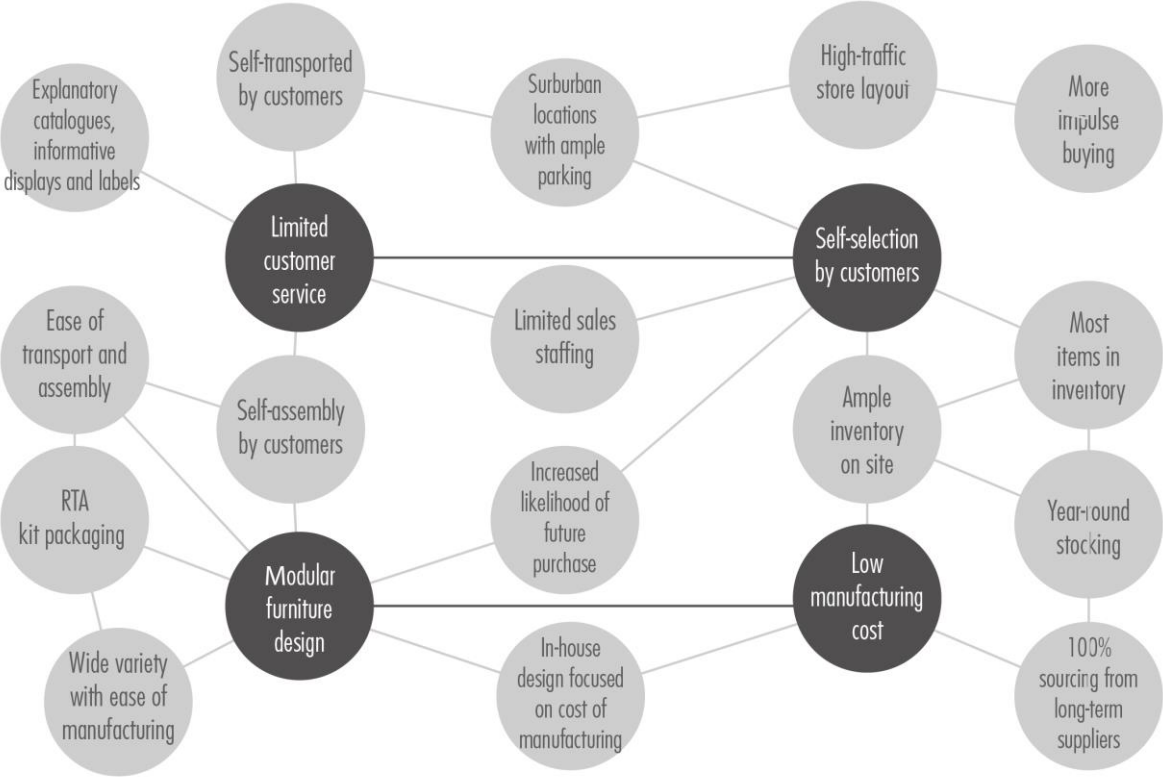 Explanatory
catalogues,
informative
displays and labels
Self-transported
by customers
Surburban
locations
with ample
parking
High-traffic
store layout
More
impulse
buying
Limited
customer
service
Self-selection
by customers
Ease of
transport and
assembly
Self-assembly
by customers
Limited sales
staffing
Ample
inventory
on site
Most
items in
inventory
RTA
kit packaging
Increased
likelihood of
future
purchase
Year-round
stocking
Modular
furniture
design
Low
manufacturing
cost
Wide variety
with ease of
manufacturing
In-house
design focused
on cost of
manufacturing
100%
sourcing from
long-term
suppliers